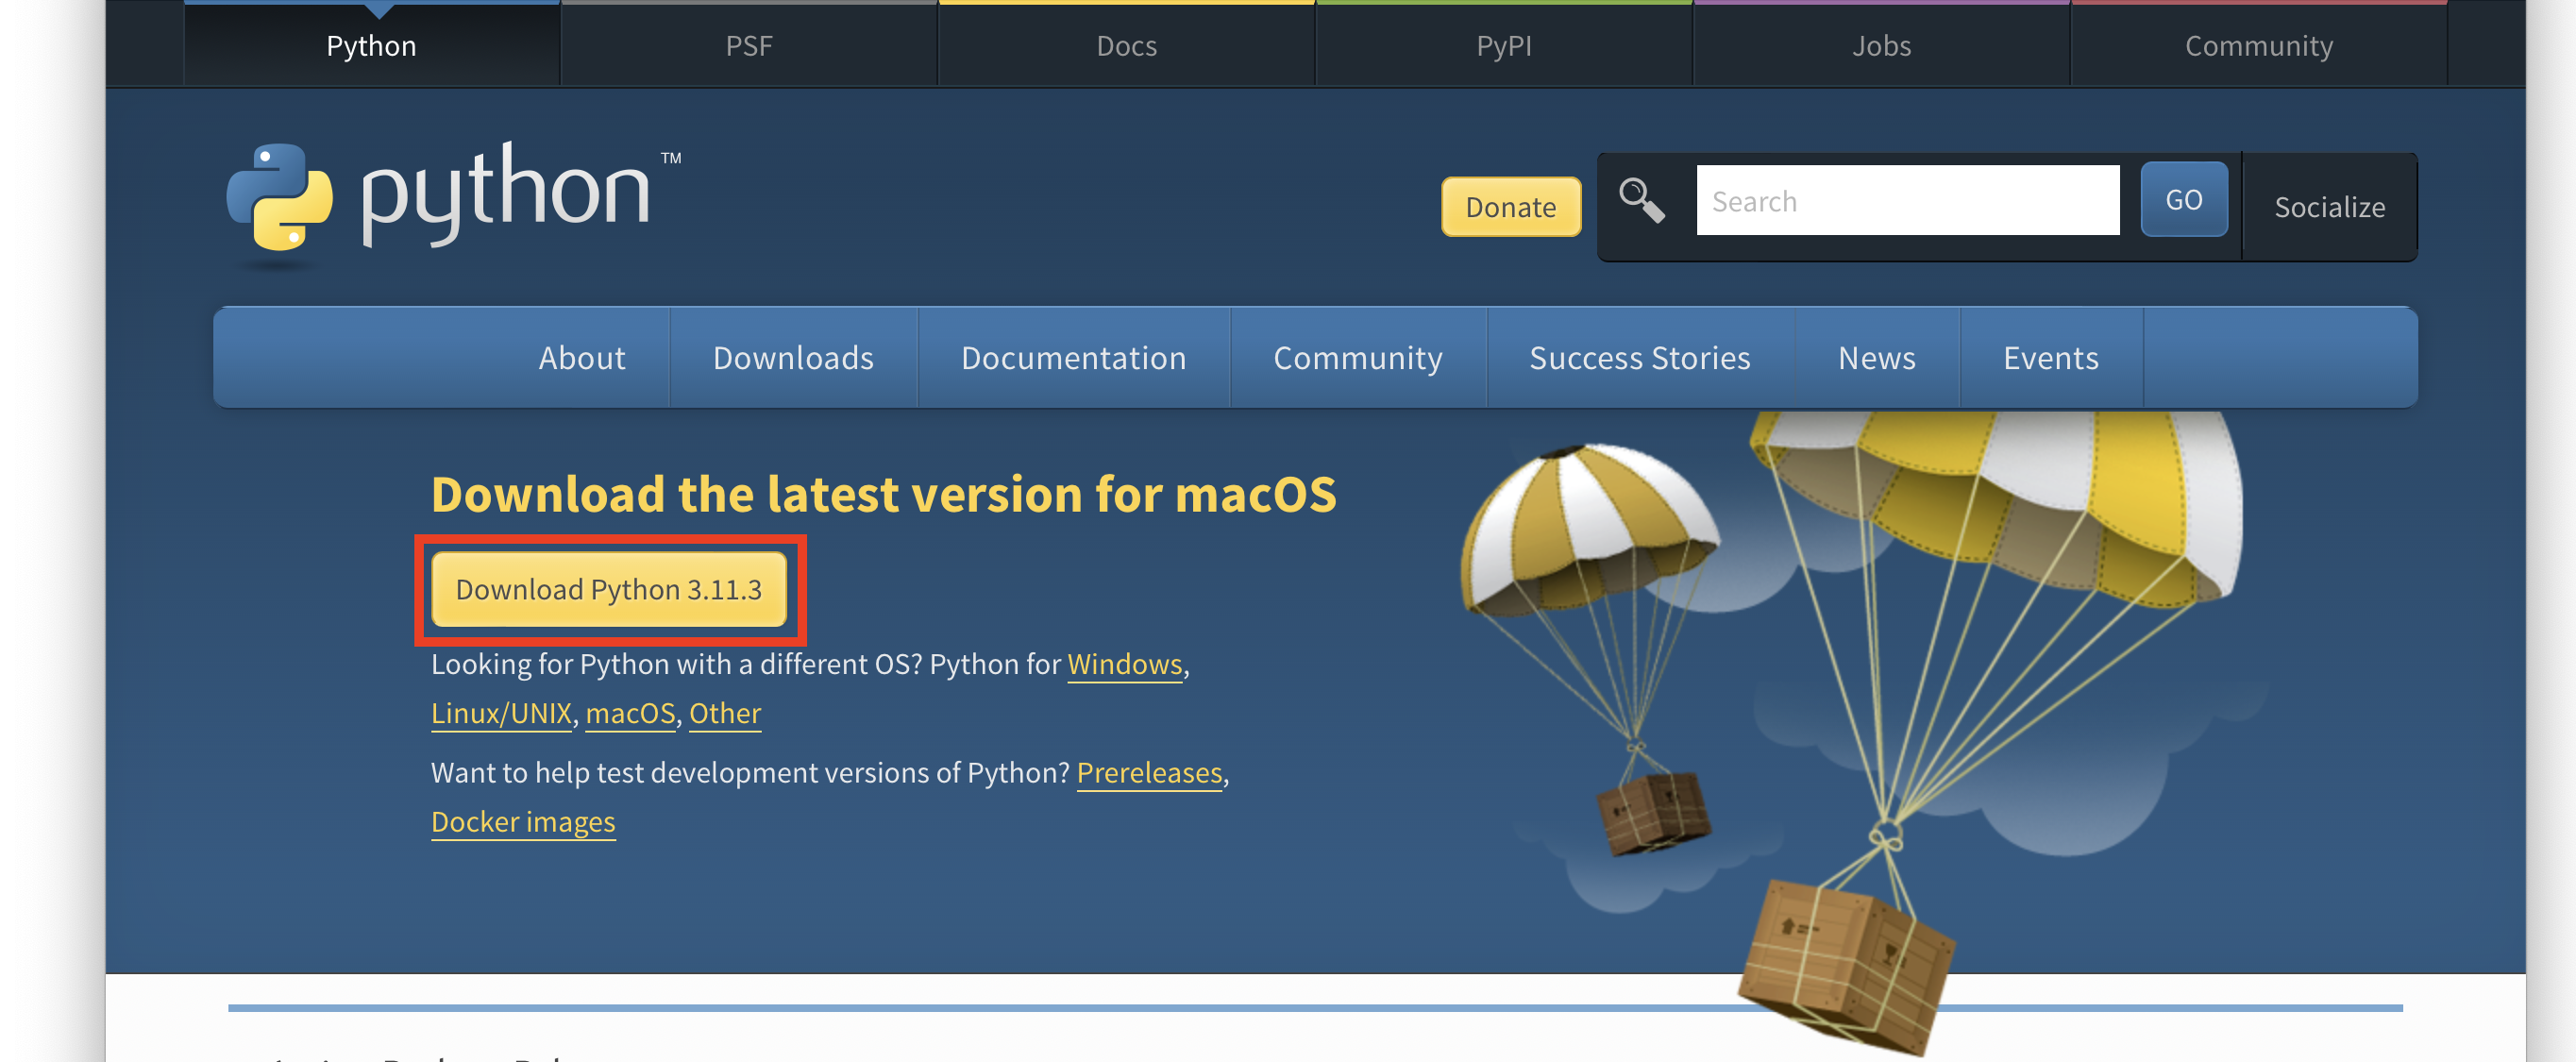 Python PSF Docs PyPI Jobs Community
python TM
Donate Search GO Socialize
About Downloads Documentation Community Success Stories News Events
Download the latest version for macOS
Download Python 3.11.3
Looking for Python with a different OS? Python for Windows,
Linux/UNIX, macOS, Other
Want to help test development versions of Python? Prereleases,
Docker images